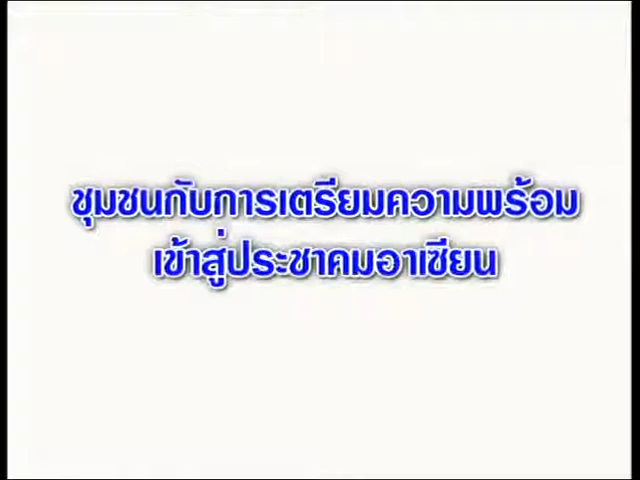 ชุมชนกับการเตรียมความพร้อม
เข้าสู่ประชาคมอาเซียน